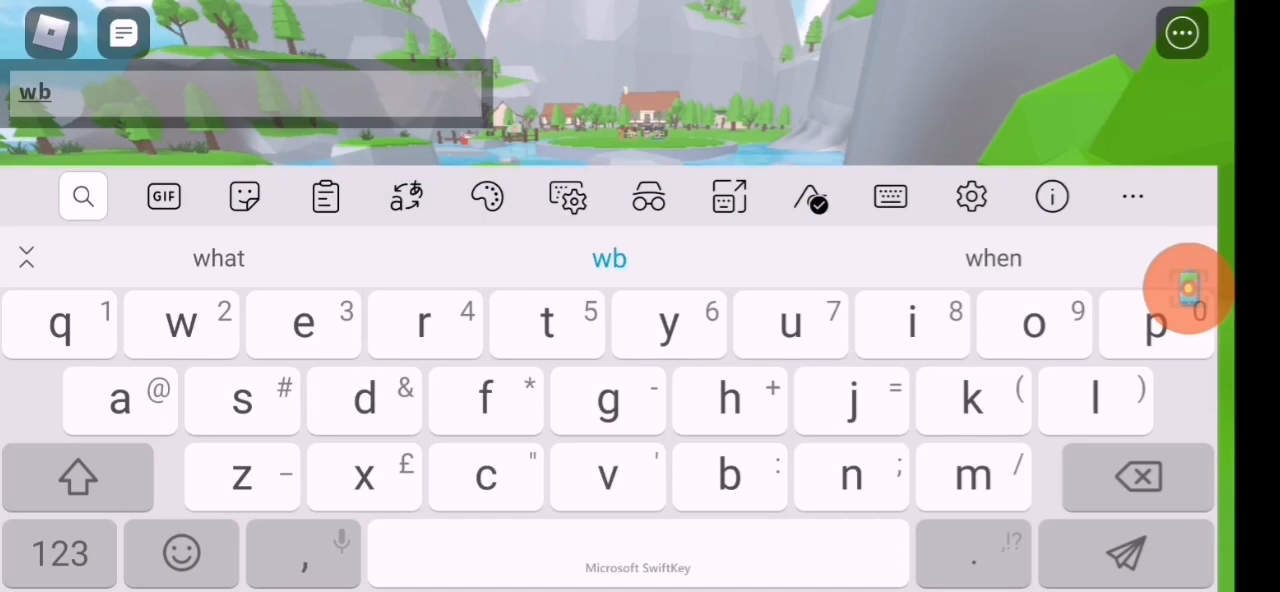 wb
GIF
what wb when
q 1 w 2 e 3 r 4 t 5 y 6 u 7 i 8 o 9 p 0
a @ s # d & f * g - h + j = k ( l )
z _ x £ c " v ' b : n ; m /
123 , Microsoft SwiftKey . ,!?